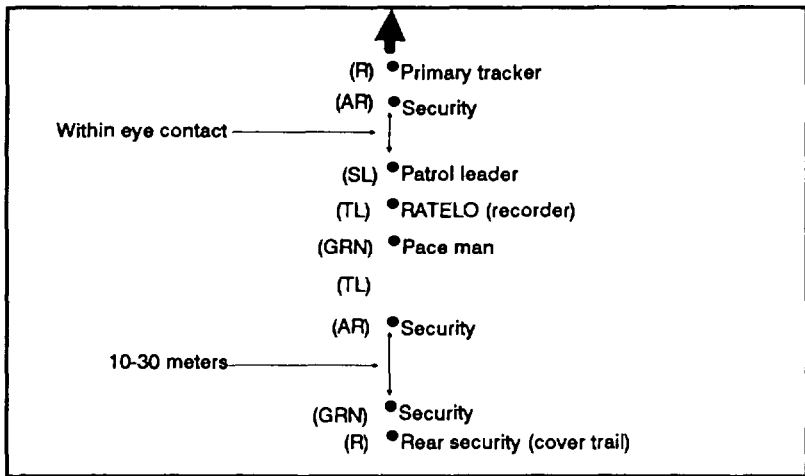 (R) Primary tracker
(AR) Security
Within eye contact
(SL) Patrol leader
(TL) RATELO (recorder)
(GRN) Pace man
(TL)
(AR) Security
10-30 meters
(GRN) Security
(R) Rear security (cover trail)